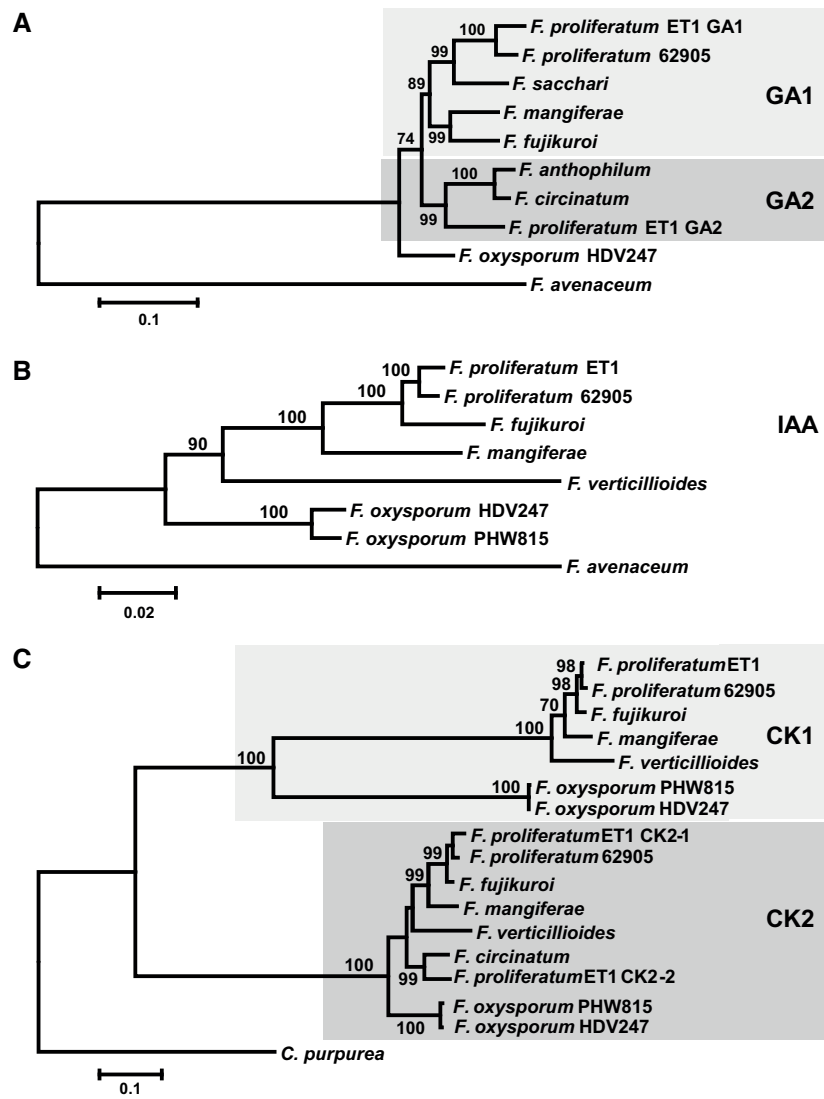 A
100
F. proliferatum ET1 GA1
F. proliferatum 62905
99
F. sacchari
89
GA1
F. mangiferae
99
F. fujikuroi
74
F. anthophilum
100
F. circinatum
GA2
99
F. proliferatum ET1 GA2
F. oxysporum HDV247
F. avenaceum
0.1
B
100
F. proliferatum ET1
100
F. proliferatum 62905
100
F. fujikuroi
IAA
90
F. mangiferae
F. verticillioides
100
F. oxysporum HDV247
F. oxysporum PHW815
F. avenaceum
0.02
C
98
F. proliferatum ET1
98
F. proliferatum 62905
70
F. fujikuroi
100
F. mangiferae
CK1
100
F. verticillioides
100
F. oxysporum PHW815
F. oxysporum HDV247
F. proliferatum ET1 CK2-1
99
F. proliferatum 62905
99
F. fujikuroi
F. mangiferae
CK2
F. verticillioides
100
F. circinatum
99
F. proliferatum ET1 CK2-2
F. oxysporum PHW815
100
F. oxysporum HDV247
C. purpurea
0.1